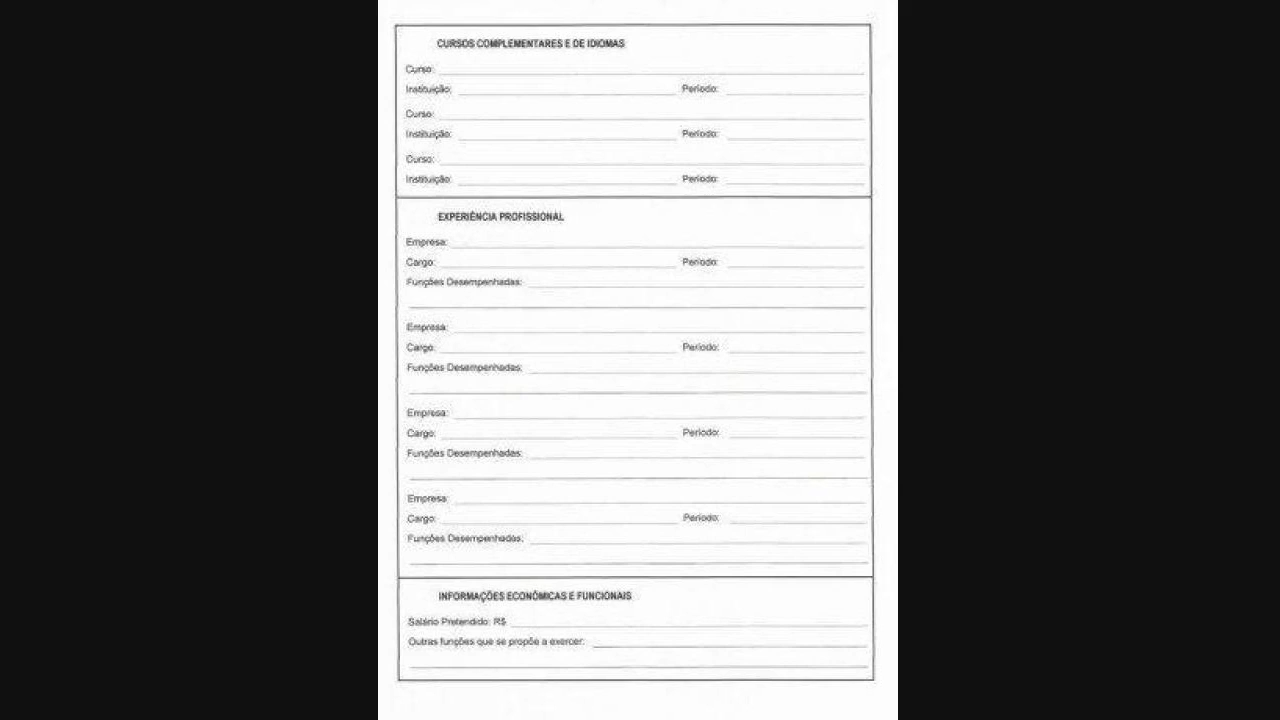 CURSOS COMPLEMENTARES E DE IDIOMAS
Curso:
Instituição: Período:
Curso:
Instituição: Período:
Curso:
Instituição: Período:
EXPERIÊNCIA PROFISSIONAL
Empresa:
Cargo: Período:
Funções Desempenhadas:
Empresa:
Cargo: Período:
Funções Desempenhadas:
Empresa:
Cargo: Período:
Funções Desempenhadas:
Empresa:
Cargo: Período:
Funções Desempenhadas:
INFORMAÇÕES ECONÔMICAS E FUNCIONAIS
Salário Pretendido: R$
Outras funções que se propõe a exercer: